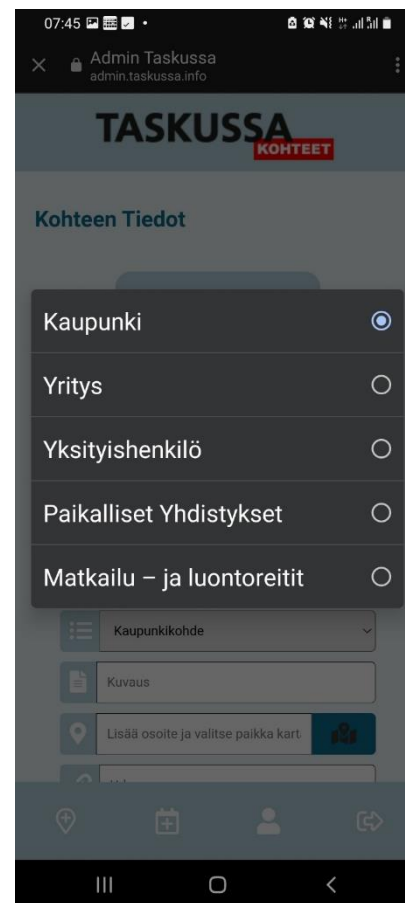 07:45
Admin Taskussa
admin.taskussa.info
TASKUSSA
KOHTEET
Kohteen Tiedot
Kaupunki
Yritys
Yksityishenkilö
Paikalliset Yhdistykset
Matkailu – ja luontoreitit
Kaupunkikohde
Kuvaus
Lisää osoite ja valitse paikka kart